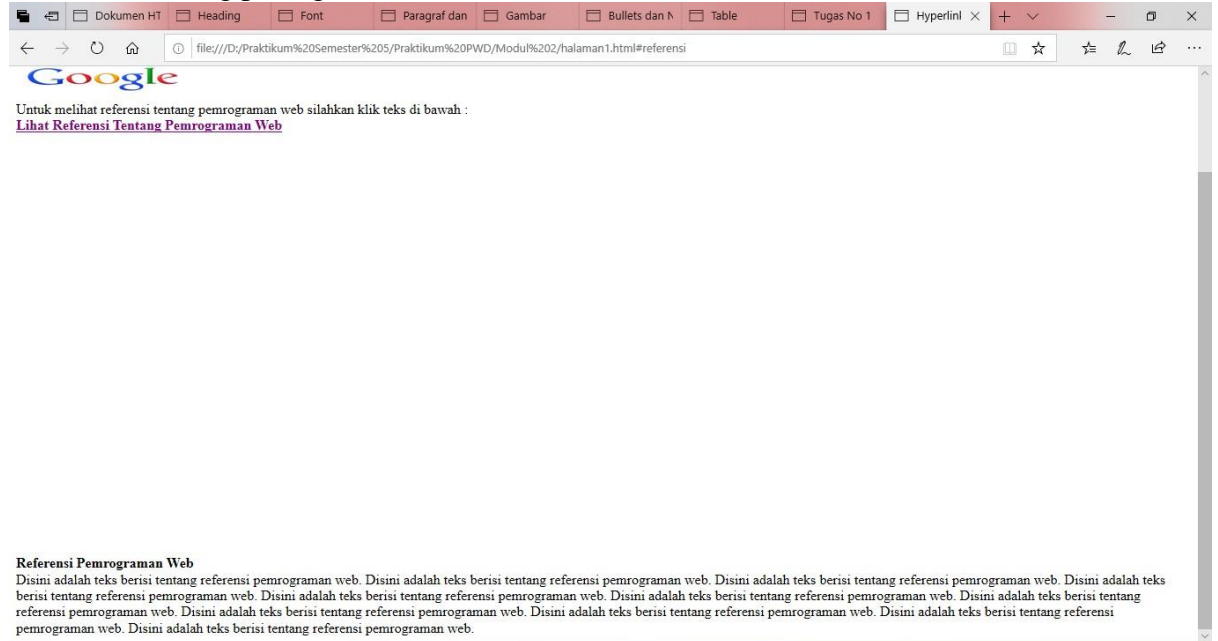 Dokumen HT Heading Font Paragraf dan Gambar Bullets dan N Table Tugas No 1 Hyperlinl
file:///D:/Praktikum%20Semester%205/Praktikum%20PWD/Modul%202/halaman1.html#referensi
Google
Untuk melihat referensi tentang pemrograman web silahkan klik teks di bawah :
Lihat Referensi Tentang Pemrograman Web
Referensi Pemrograman Web
Disini adalah teks berisi tentang referensi pemrograman web. Disini adalah teks berisi tentang referensi pemrograman web. Disini adalah teks berisi tentang referensi pemrograman web. Disini adalah teks
berisi tentang referensi pemrograman web. Disini adalah teks berisi tentang referensi pemrograman web. Disini adalah teks berisi tentang referensi pemrograman web. Disini adalah teks berisi tentang
referensi pemrograman web. Disini adalah teks berisi tentang referensi pemrograman web. Disini adalah teks berisi tentang referensi pemrograman web. Disini adalah teks berisi tentang referensi
pemrograman web. Disini adalah teks berisi tentang referensi pemrograman web.